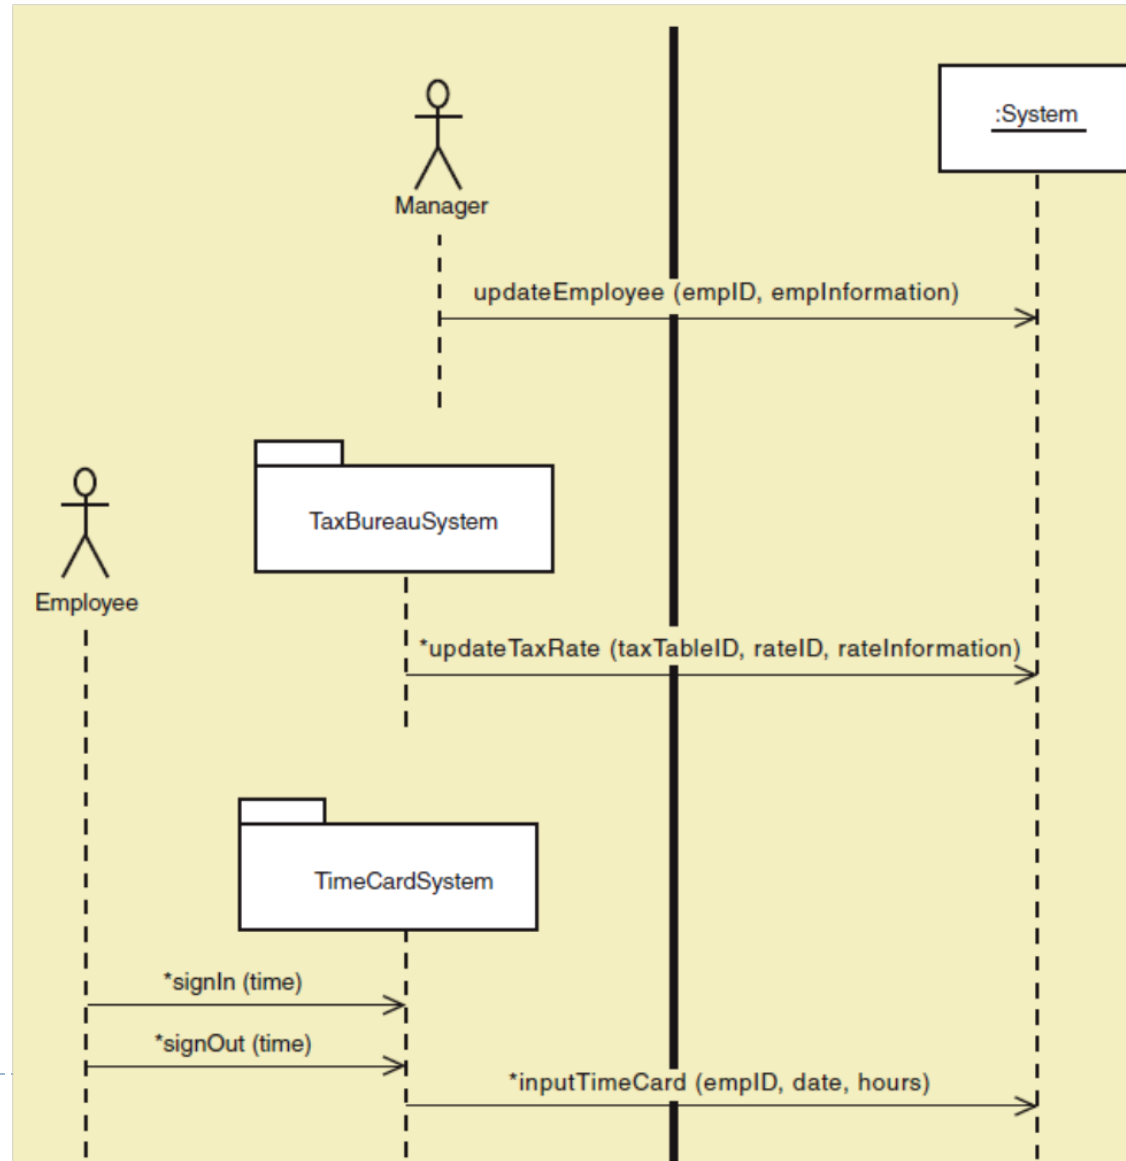 :System
Manager
updateEmployee (empID, empInformation)
TaxBureauSystem
Employee
*updateTaxRate (taxTableID, rateID, rateInformation)
TimeCardSystem
*signIn (time)
*signOut (time)
*inputTimeCard (empID, date, hours)